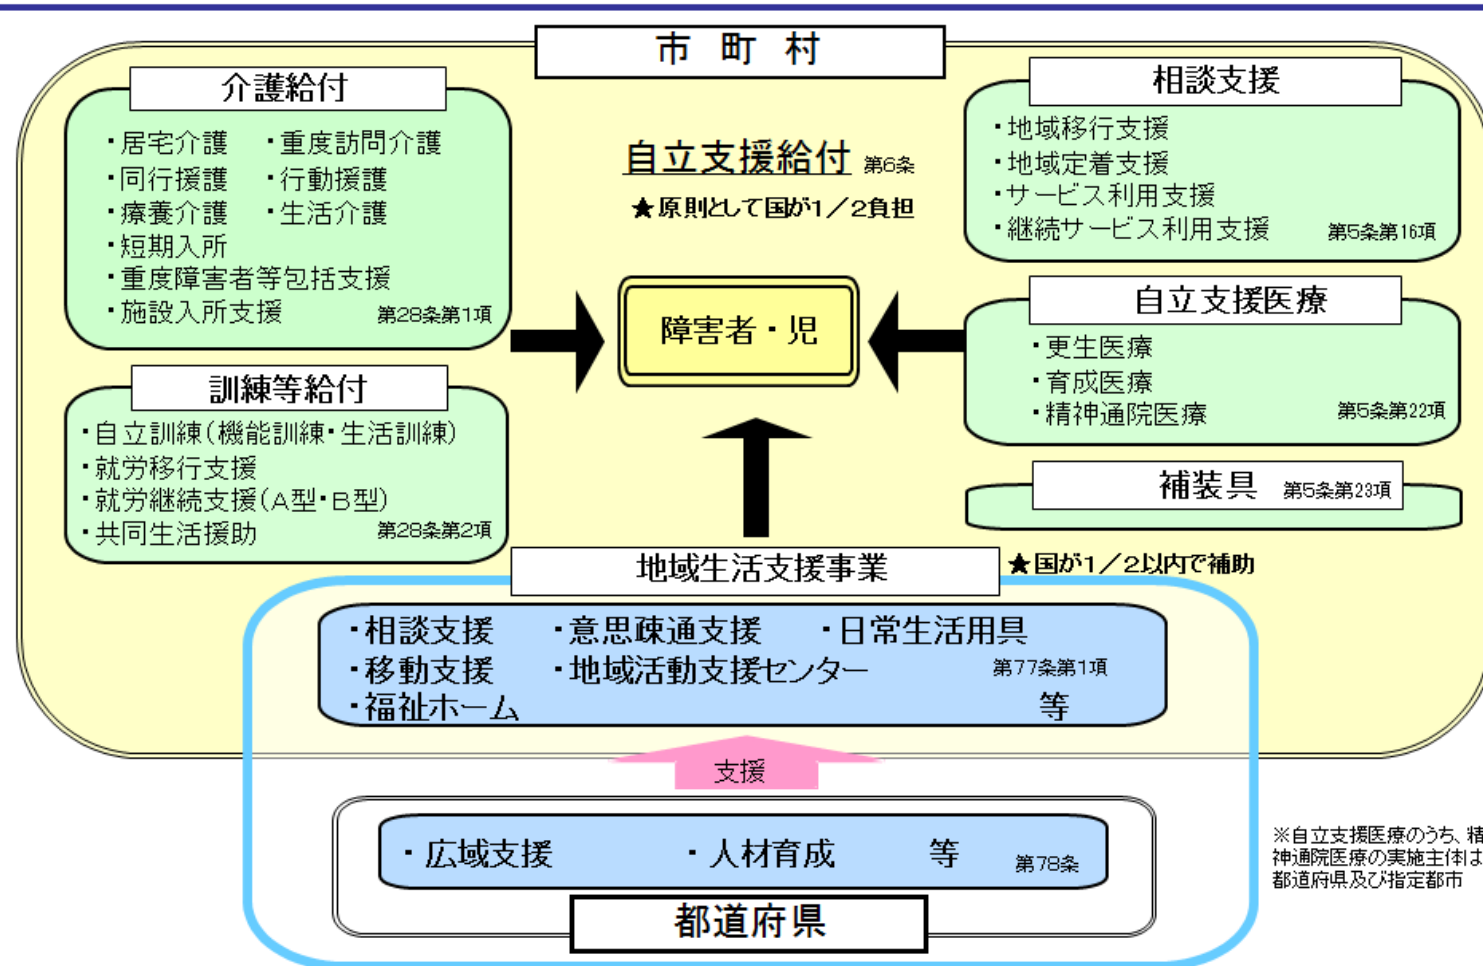 市 町 村
介護給付
・居宅介護 ・重度訪問介護
・同行援護 ・行動援護
・療養介護 ・生活介護
・短期入所
・重度障害者等包括支援
・施設入所支援 第28条第1項
訓練等給付
・自立訓練(機能訓練・生活訓練)
・就労移行支援
・就労継続支援(A型・B型)
・共同生活援助 第28条第2項
自立支援給付 第6条
★原則として国が1/2負担
障害者・児
相談支援
・地域移行支援
・地域定着支援
・サービス利用支援
・継続サービス利用支援 第5条第16項
自立支援医療
・更生医療
・育成医療
・精神通院医療 第5条第22項
補装具 第5条第23項
地域生活支援事業
★国が1/2以内で補助
・相談支援 ・意思疎通支援 ・日常生活用具
・移動支援 ・地域活動支援センター 第77条第1項
・福祉ホーム 等
支援
・広域支援 ・人材育成 等 第78条
都道府県
※自立支援医療のうち、精
神通院医療の実施主体は
都道府県及び指定都市